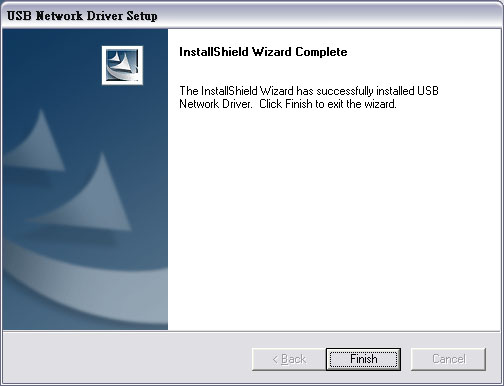 USB Network Driver Setup
InstallShield Wizard Complete
The InstallShield Wizard has successfully installed USB
Network Driver. Click Finish to exit the wizard.
< Back
Finish
Cancel